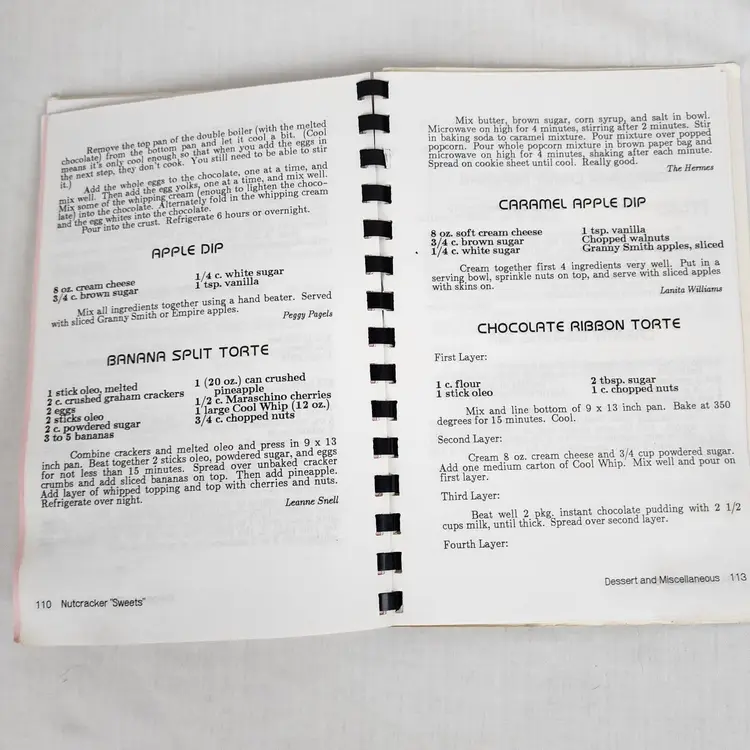 Remove the top pan of the double boiler (with the melted
chocolate) from the bottom pan and let it cool a bit. (Cool
means it's only cool enough so that when you add the eggs in
the next step, they don't cook. You still need to be able to stir
it.)
Add the whole eggs to the chocolate, one at a time, and
mix well. Then add the egg yolks, one at a time, and mix well.
Mix some of the whipping cream (enough to lighten the choco-
late) into the chocolate. Alternately fold in the whipping cream
and the egg whites into the chocolate.
Pour into the crust. Refrigerate 6 hours or overnight.
APPLE DIP
8 oz. cream cheese
3/4 c. brown sugar
1/4 c. white sugar
1 tsp. vanilla
Mix all ingredients together using a hand beater. Served
with sliced Granny Smith or Empire apples.
Peggy Pagels
BANANA SPLIT TORTE
1 stick oleo, melted
2 c. crushed graham crackers
2 eggs
2 sticks oleo
2 c. powdered sugar
3 to 5 bananas
1 (20 oz.) can crushed
pineapple
1/2 c. Maraschino cherries
1 large Cool Whip (12 oz.)
3/4 c. chopped nuts
Combine crackers and melted oleo and press in 9 x 13
inch pan. Beat together 2 sticks oleo, powdered sugar, and eggs
for not less than 15 minutes. Spread over unbaked cracker
crumbs and add sliced bananas on top. Then add pineapple.
Add layer of whipped topping and top with cherries and nuts.
Refrigerate over night.
Leanne Snell
110 Nutcracker "Sweets"
Mix butter, brown sugar, corn syrup, and salt in bowl.
Microwave on high for 4 minutes, stirring after 2 minutes. Stir
in baking soda to caramel mixture. Pour mixture over popped
popcorn. Pour whole popcorn mixture in brown paper bag and
microwave on high for 4 minutes, shaking after each minute.
Spread on cookie sheet until cool. Really good.
The Hermes
CARAMEL APPLE DIP
8 oz. soft cream cheese
3/4 c. brown sugar
1/4 c. white sugar
1 tsp. vanilla
Chopped walnuts
Granny Smith apples, sliced
Cream together first 4 ingredients very well. Put in a
serving bowl, sprinkle nuts on top, and serve with sliced apples
with skins on.
Lanita Williams
CHOCOLATE RIBBON TORTE
First Layer:
1 c. flour
1 stick oleo
2 tbsp. sugar
1 c. chopped nuts
Mix and line bottom of 9 x 13 inch pan. Bake at 350
degrees for 15 minutes. Cool.
Second Layer:
Cream 8 oz. cream cheese and 3/4 cup powdered sugar.
Add one medium carton of Cool Whip. Mix well and pour on
first layer.
Third Layer:
Beat well 2 pkg. instant chocolate pudding with 2 1/2
cups milk, until thick. Spread over second layer.
Fourth Layer:
Dessert and Miscellaneous 113